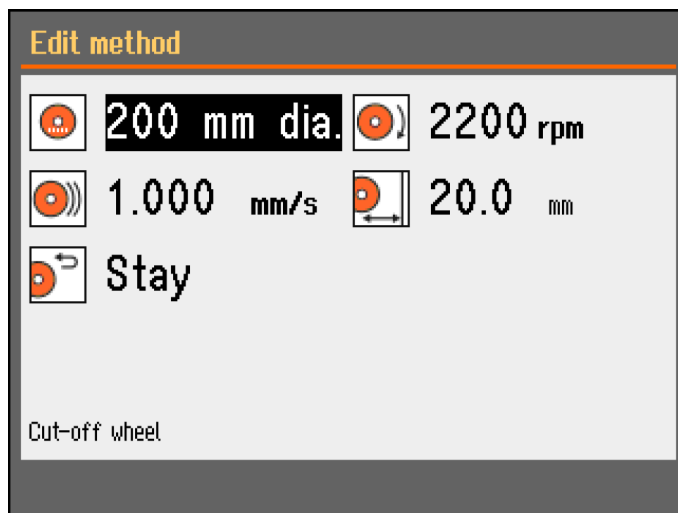 Edit method
200 mm dia. 2200 rpm
1.000 mm/s 20.0 mm
Stay
Cut-off wheel